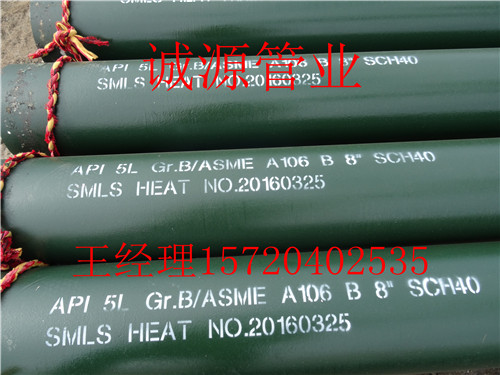 API 5L Gr.B/ASME A106 B 8" SCH40
SMLS HEAT NO.20160325
诚源管业
API 5L Gr.B/ASME A106 B 8" SCH40
SMLS HEAT NO.20160325
王经理15720402535
API 5L Gr.B/ASME A106 B 8" SCH40
SMLS HEAT NO.20160325